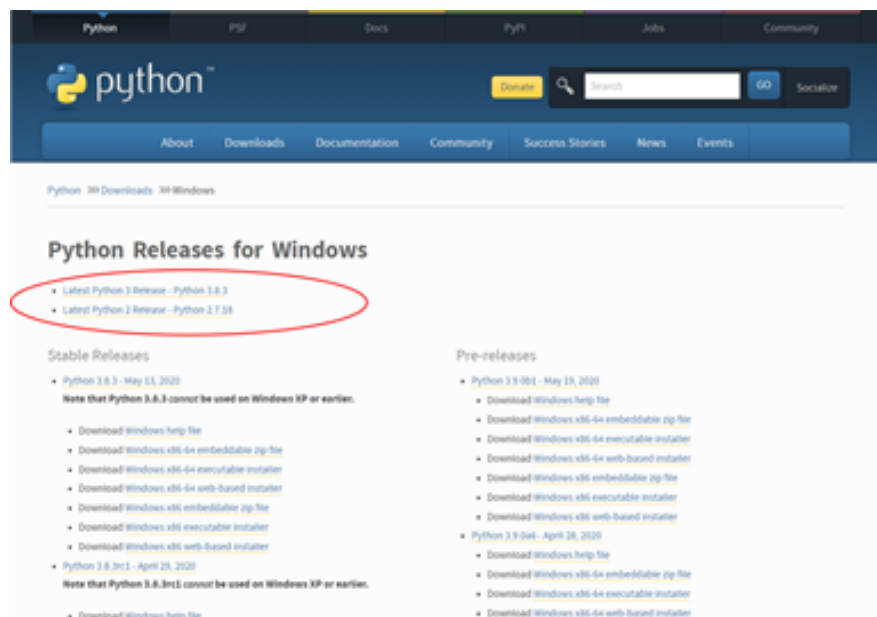 Python PSF Docs PyPI Jobs Community
python™
Donate Search GO Socialize
About Downloads Documentation Community Success Stories News Events
Python >>> Downloads >>> Windows
Python Releases for Windows
Latest Python 3 Release - Python 3.8.3
Latest Python 2 Release - Python 2.7.18
Stable Releases
Python 3.8.3 - May 13, 2020
Note that Python 3.8.3 cannot be used on Windows XP or earlier.
Download Windows help file
Download Windows x86-64 embeddable zip file
Download Windows x86-64 executable installer
Download Windows x86-64 web-based installer
Download Windows x86 embeddable zip file
Download Windows x86 executable installer
Download Windows x86 web-based installer
Python 3.8.3rc1 - April 29, 2020
Note that Python 3.8.3rc1 cannot be used on Windows XP or earlier.
Download Windows help file
Pre-releases
Python 3.9.0b1 - May 19, 2020
Download Windows help file
Download Windows x86-64 embeddable zip file
Download Windows x86-64 executable installer
Download Windows x86-64 web-based installer
Download Windows x86 embeddable zip file
Download Windows x86 executable installer
Download Windows x86 web-based installer
Python 3.9.0a6 - April 28, 2020
Download Windows help file
Download Windows x86-64 embeddable zip file
Download Windows x86-64 executable installer
Download Windows x86-64 web-based installer